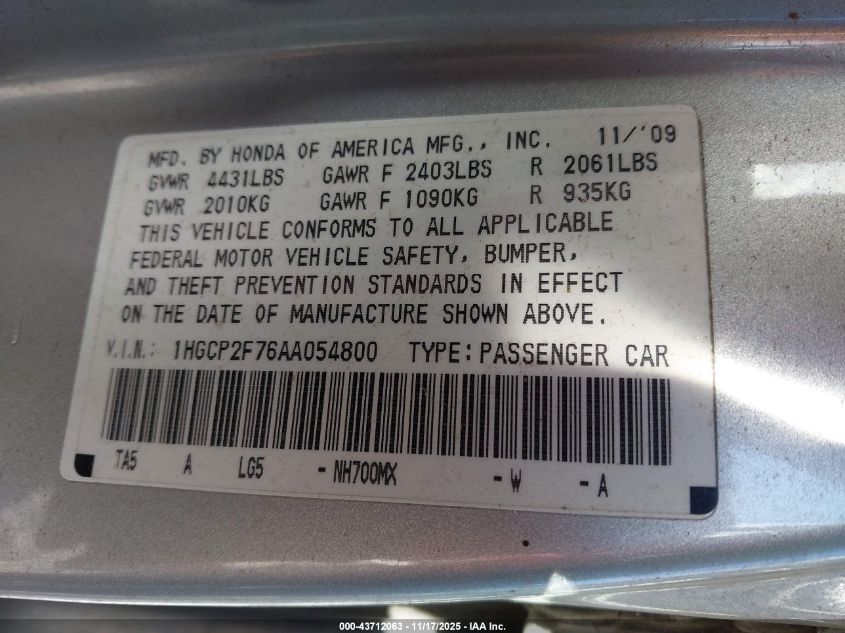 MFD. BY HONDA OF AMERICA MFG., INC. 11/'09
GVWR 4431LBS GAWR F 2403LBS R 2061LBS
GVWR 2010KG GAWR F 1090KG R 935KG
THIS VEHICLE CONFORMS TO ALL APPLICABLE
FEDERAL MOTOR VEHICLE SAFETY, BUMPER,
AND THEFT PREVENTION STANDARDS IN EFFECT
ON THE DATE OF MANUFACTURE SHOWN ABOVE.
V.I.N.: 1HGCP2F76AA054800 TYPE: PASSENGER CAR
TA5 A LG5 - NH700MX - W - A
000-43712063 - 11/17/2025 - IAA Inc.